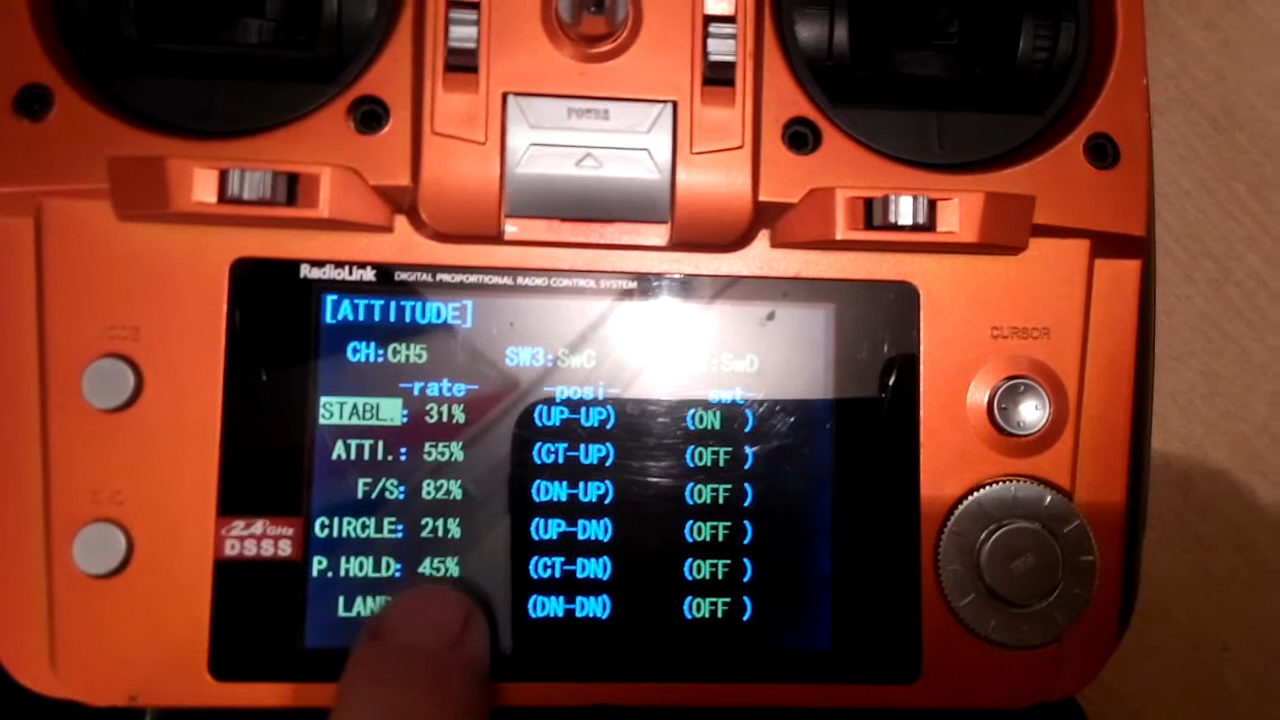 POWER
RadioLink DIGITAL PROPORTIONAL RADIO CONTROL SYSTEM
[ATTITUDE]
CH:CH5 SW3:SwC :SwD
-rate- -posi- -swt-
STABL.: 31% (UP-UP) (ON )
ATTI.: 55% (CT-UP) (OFF )
F/S: 82% (DN-UP) (OFF )
CIRCLE: 21% (UP-DN) (OFF )
P.HOLD: 45% (CT-DN) (OFF )
(DN-DN) (OFF )
2.4GHz
DSSS
CURSOR